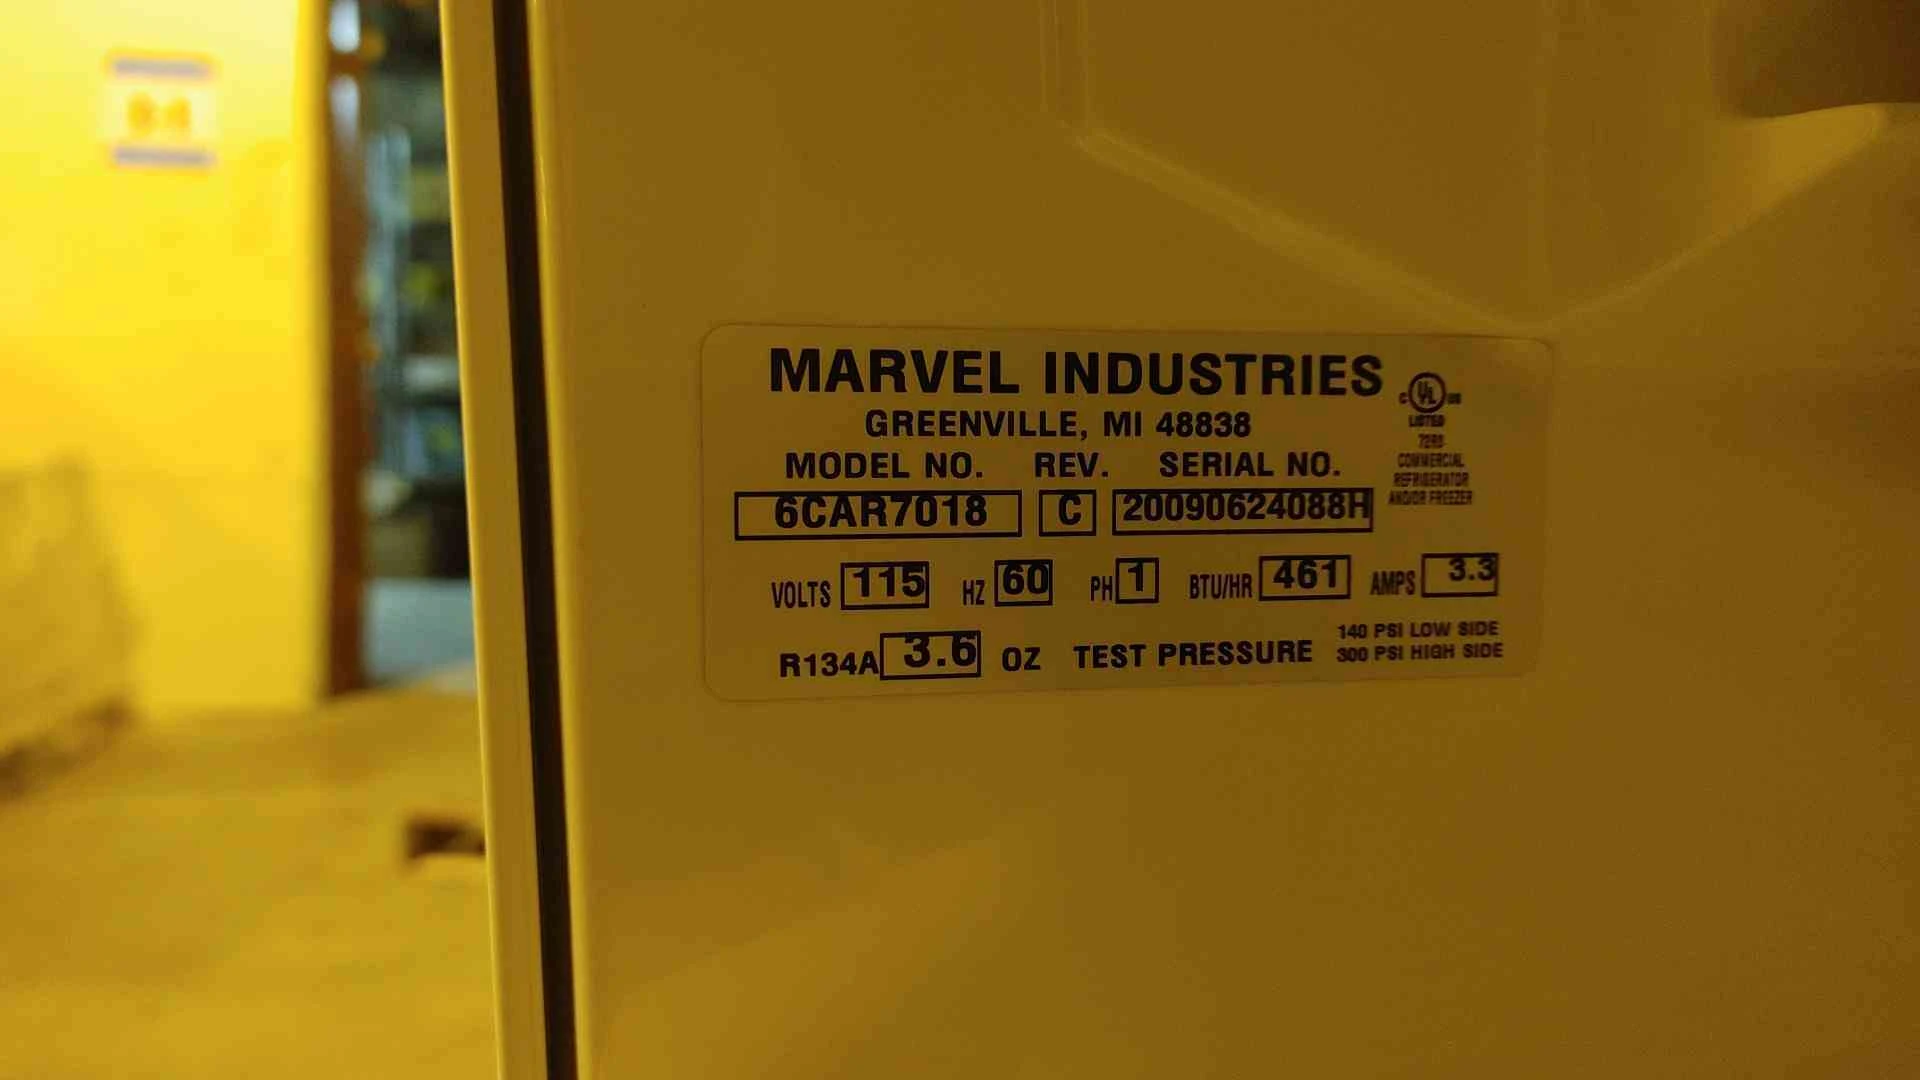 MARVEL INDUSTRIES
GREENVILLE, MI 48838
C UL US
LISTED
COMMERCIAL
REFRIGERATOR
AND/OR FREEZER
MODEL NO. REV. SERIAL NO.
6CAR7018 C 20090624088H
VOLTS 115 HZ 60 PH 1 BTU/HR 461 AMPS 3.3
R134A 3.6 OZ TEST PRESSURE 140 PSI LOW SIDE
300 PSI HIGH SIDE